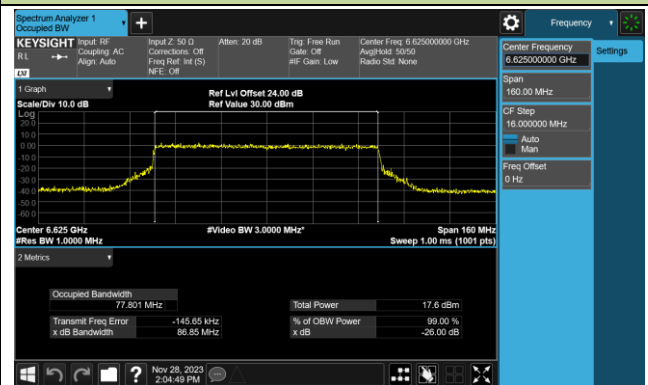 Spectrum Analyzer 1
Occupied BW
Frequency
KEYSIGHT
RL
LXI
Input: RF
Coupling: AC
Align: Auto
Input Z: 50 Ω
Corrections: Off
Freq Ref: Int (S)
NFE: Off
Atten: 20 dB
Trig: Free Run
Gate: Off
#IF Gain: Low
Center Freq: 6.625000000 GHz
Avg|Hold: 50/50
Radio Std: None
Center Frequency
6.625000000 GHz
Settings
Span
160.00 MHz
CF Step
16.000000 MHz
Auto
Man
Freq Offset
0 Hz
1 Graph
Scale/Div 10.0 dB
Ref Lvl Offset 24.00 dB
Ref Value 30.00 dBm
Log
20.0
10.0
0.00
-10.0
-20.0
-30.0
-40.0
-50.0
-60.0
Center 6.625 GHz
#Res BW 1.0000 MHz
#Video BW 3.0000 MHz*
Span 160 MHz
Sweep 1.00 ms (1001 pts)
2 Metrics
Occupied Bandwidth
77.801 MHz
Total Power 17.6 dBm
Transmit Freq Error -145.65 kHz
% of OBW Power 99.00 %
x dB Bandwidth 86.85 MHz
x dB -26.00 dB
Nov 28, 2023
2:04:49 PM